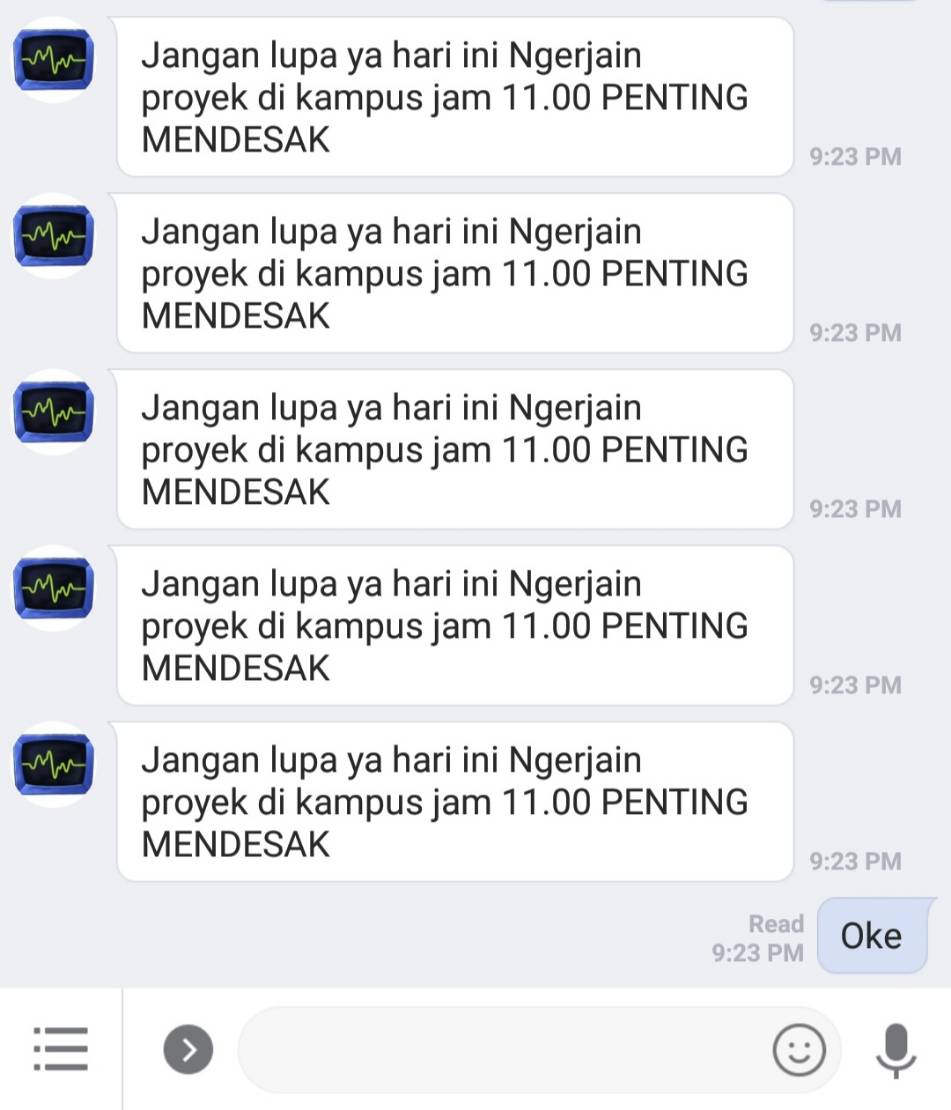 Jangan lupa ya hari ini Ngerjain
proyek di kampus jam 11.00 PENTING
MENDESAK
9:23 PM
Jangan lupa ya hari ini Ngerjain
proyek di kampus jam 11.00 PENTING
MENDESAK
9:23 PM
Jangan lupa ya hari ini Ngerjain
proyek di kampus jam 11.00 PENTING
MENDESAK
9:23 PM
Jangan lupa ya hari ini Ngerjain
proyek di kampus jam 11.00 PENTING
MENDESAK
9:23 PM
Jangan lupa ya hari ini Ngerjain
proyek di kampus jam 11.00 PENTING
MENDESAK
9:23 PM
Read
9:23 PM
Oke